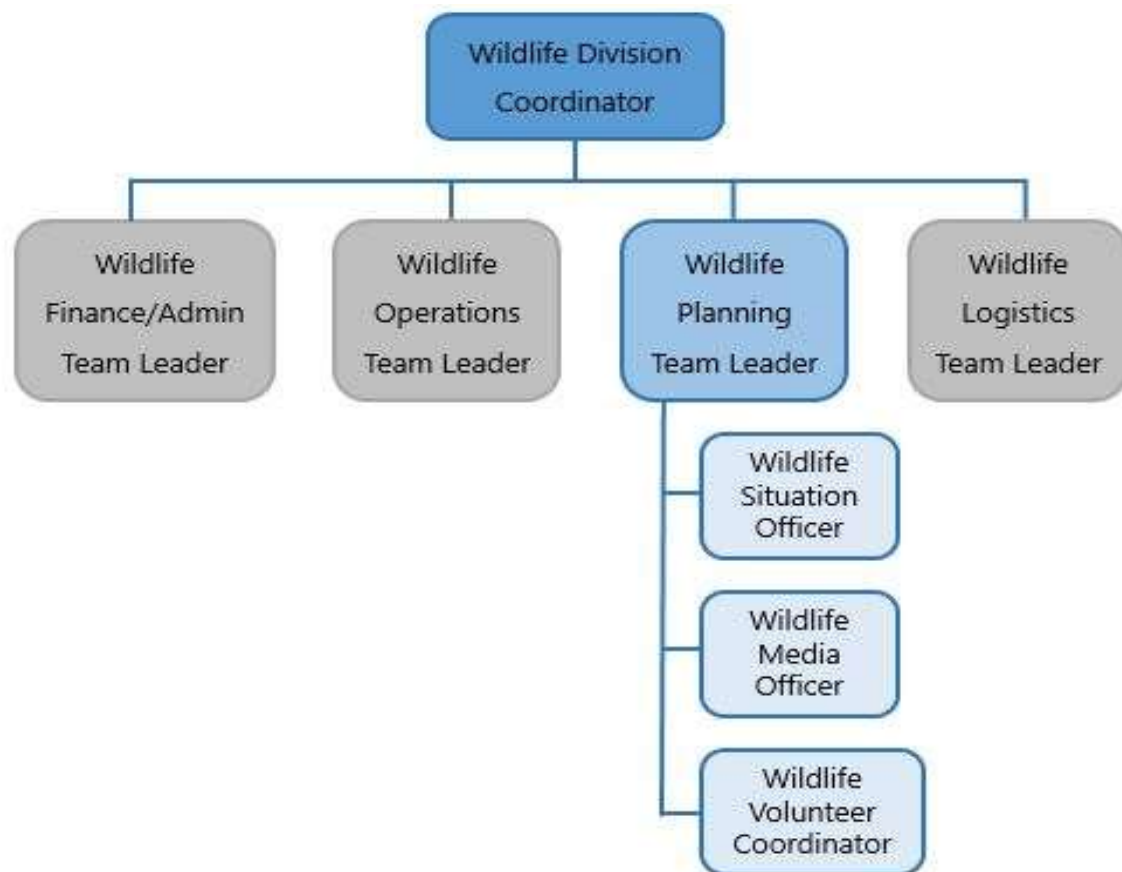 Wildlife Division
Coordinator
Wildlife
Finance/Admin
Team Leader
Wildlife
Operations
Team Leader
Wildlife
Planning
Team Leader
Wildlife
Logistics
Team Leader
Wildlife
Situation
Officer
Wildlife
Media
Officer
Wildlife
Volunteer
Coordinator